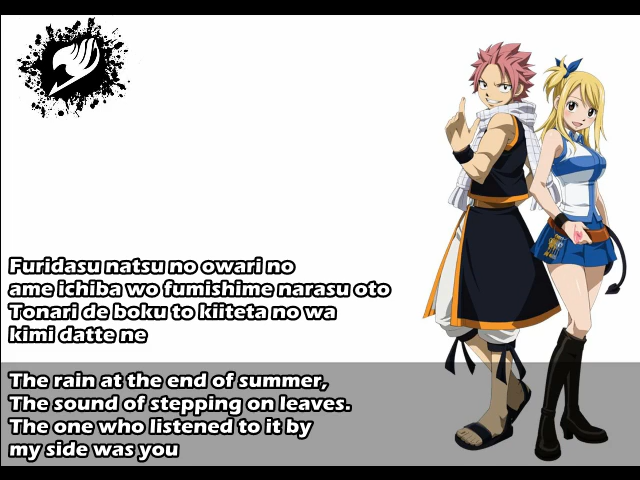 Furidasu natsu no owari no
ame ichiba wo fumishime narasu oto
Tonari de boku to kiiteta no wa
kimi datte ne
The rain at the end of summer,
The sound of stepping on leaves.
The one who listened to it by
my side was you